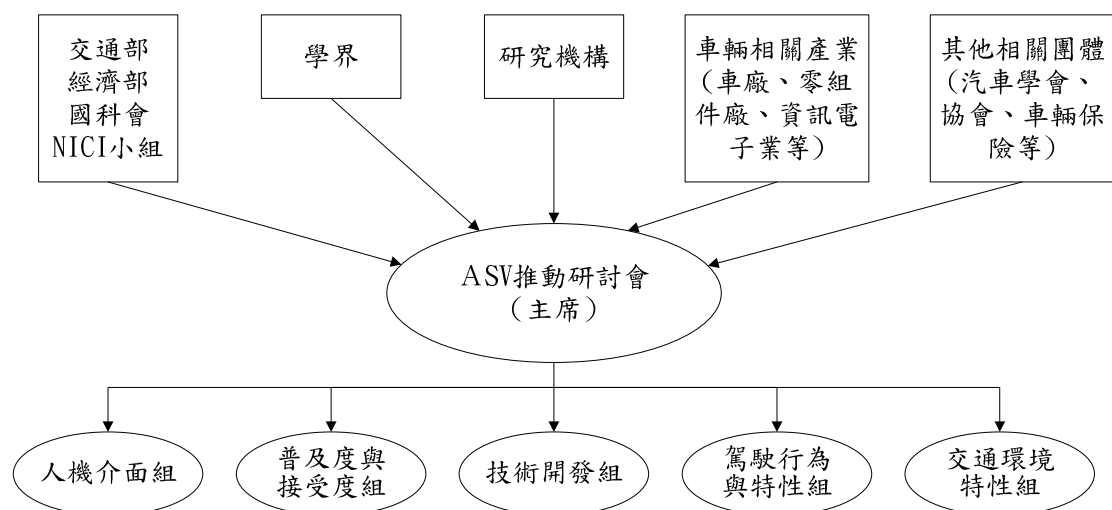 交通部
經濟部
國科會
NICI小組
學界
研究機構
車輛相關產業
(車廠、零組
件廠、資訊電
子業等)
其他相關團體
(汽車學會、
協會、車輛保
險等)
ASV推動研討會
(主席)
人機介面組
普及度與
接受度組
技術開發組
駕駛行為
與特性組
交通環境
特性組